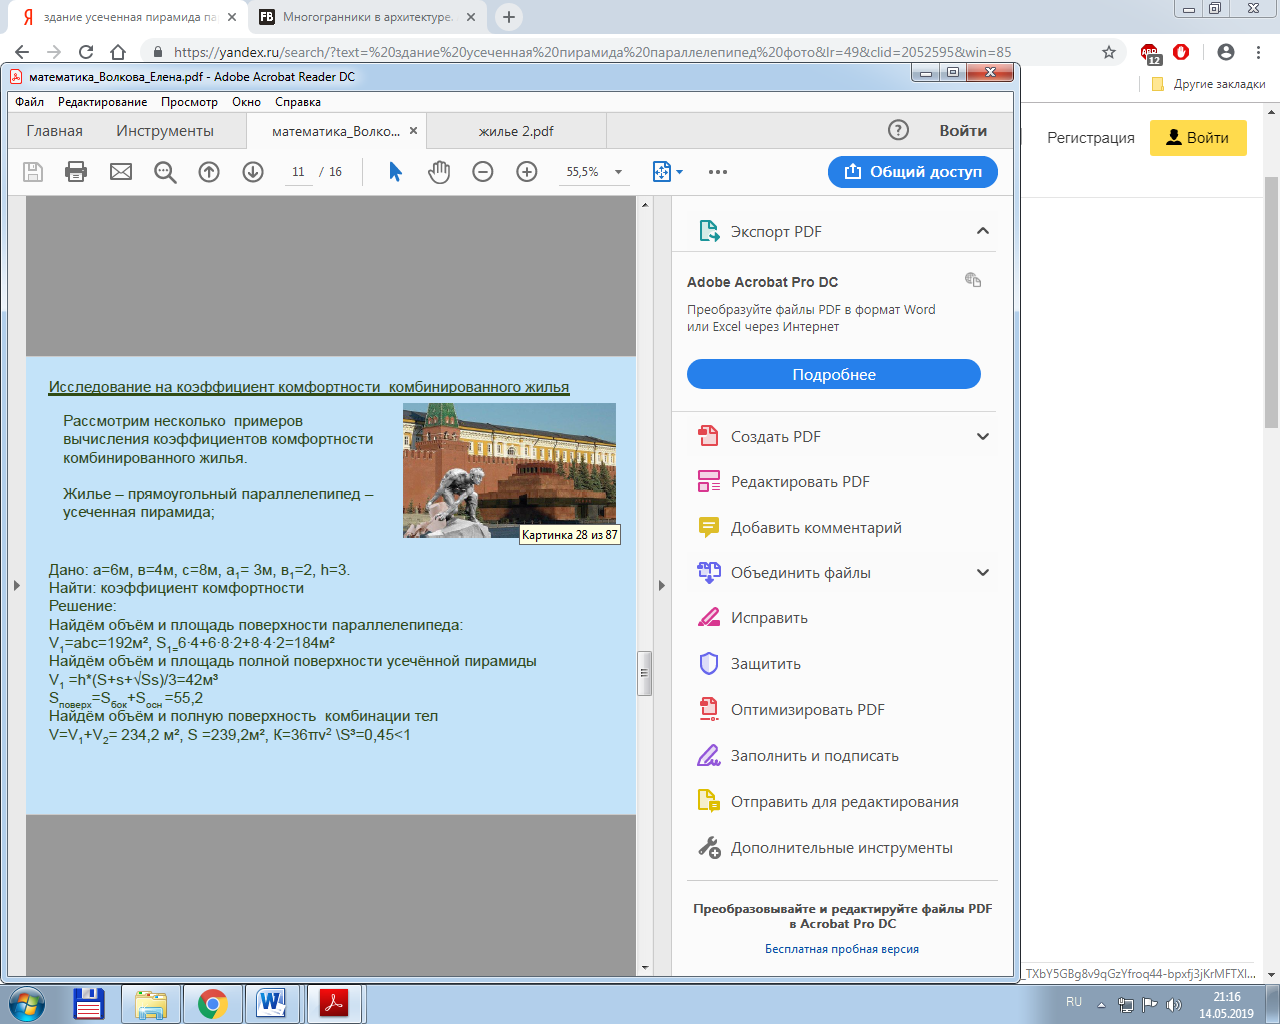 здание усеченная пирамида па
Многогранники в архитектуре.
https://yandex.ru/search/?text=%20здание%20усеченная%20пирамида%20параллелепипед%20фото&lr=49&clid=2052595&win=85
12
Другие закладки
математика_Волкова_Елена.pdf - Adobe Acrobat Reader DC
Файл Редактирование Просмотр Окно Справка
Главная Инструменты математика_Волко... жилье 2.pdf Войти
11 / 16 55,5% Общий доступ
Регистрация Войти
Экспорт PDF
Adobe Acrobat Pro DC
Преобразуйте файлы PDF в формат Word
или Excel через Интернет
Подробнее
Создать PDF
Редактировать PDF
Добавить комментарий
Объединить файлы
Исправить
Защитить
Оптимизировать PDF
Заполнить и подписать
Отправить для редактирования
Дополнительные инструменты
Преобразовывайте и редактируйте файлы PDF
в Acrobat Pro DC
Бесплатная пробная версия
Исследование на коэффициент комфортности комбинированного жилья
Рассмотрим несколько примеров
вычисления коэффициентов комфортности
комбинированного жилья.
Жилье – прямоугольный параллелепипед –
усеченная пирамида;
Картинка 28 из 87
Дано: а=6м, в=4м, с=8м, а₁= 3м, в₁=2, h=3.
Найти: коэффициент комфортности
Решение:
Найдём объём и площадь поверхности параллелепипеда:
V₁=abc=192м², S₁₌6·4+6·8·2+8·4·2=184м²
Найдём объём и площадь полной поверхности усечённой пирамиды
V₁ =h*(S+s+√Ss)/3=42м³
Sповерх=Sбок+Sосн =55,2
Найдём объём и полную поверхность комбинации тел
V=V₁+V₂= 234,2 м², S =239,2м², К=36πv² \S³=0,45<1
_TXbY5GBg8v9qGzYfroq44-bpxfj3jKrMFTXI...
RU
21:16
14.05.2019